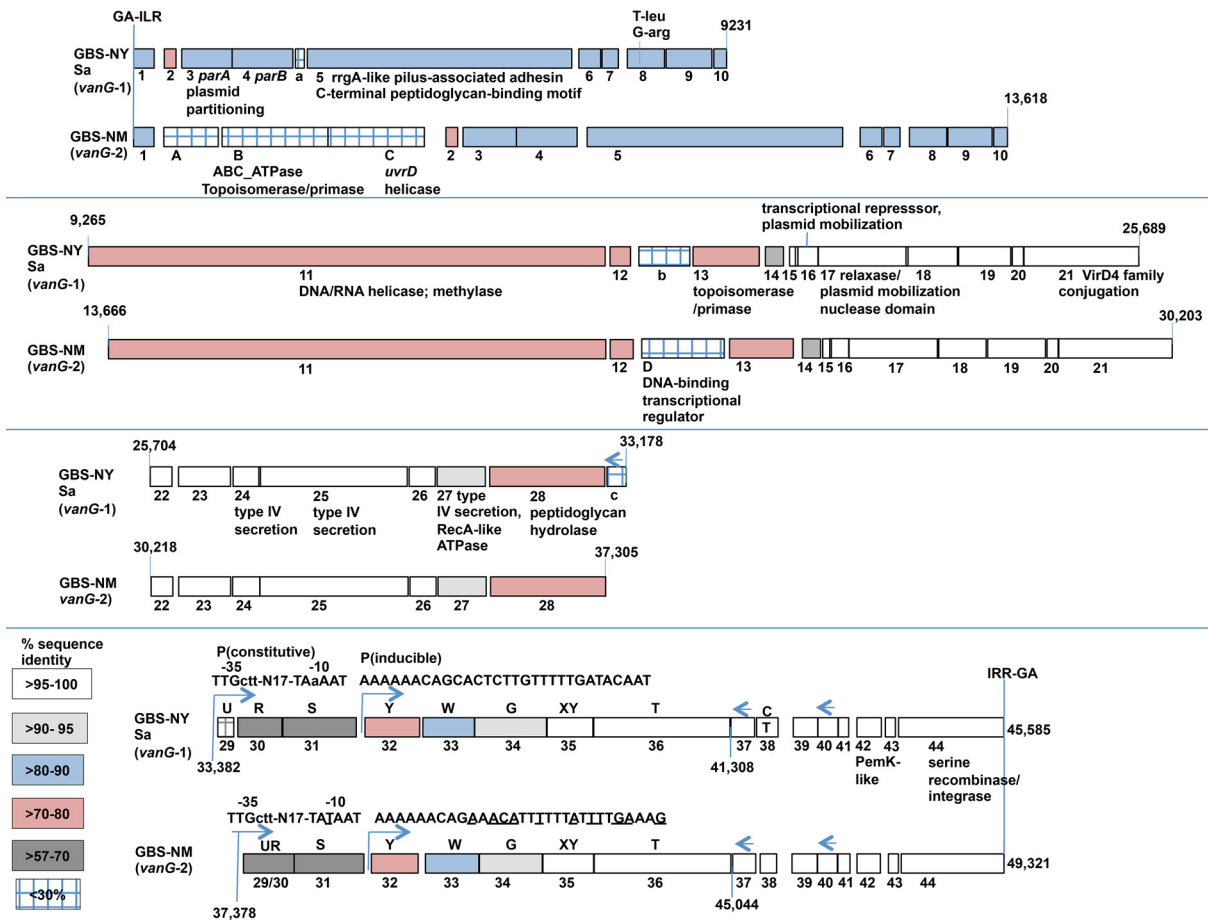 GA-ILR
T-leu
G-arg
9231
GBS-NY
Sa
(vanG-1)
1 2 3 parA 4 parB a 5 rrgA-like pilus-associated adhesin 6 7 8 9 10
plasmid
partitioning
C-terminal peptidoglycan-binding motif
13,618
GBS-NM
(vanG-2)
1 A B C 2 3 4 5 6 7 8 9 10
ABC_ATPase
Topoisomerase/primase
uvrD
helicase
transcriptional represssor,
plasmid mobilization
9,265
25,689
GBS-NY
Sa
(vanG-1)
11 12 b 13 14 15 16 17 relaxase/ 18 19 20 21 VirD4 family
DNA/RNA helicase; methylase
topoisomerase
/primase
plasmid mobilization
nuclease domain
conjugation
13,666
30,203
GBS-NM
(vanG-2)
11 12 D 13 14 15 16 17 18 19 20 21
DNA-binding
transcriptional
regulator
25,704
33,178
GBS-NY
Sa
(vanG-1)
22 23 24 25 26 27 type 28 c
type IV
secretion
type IV
secretion
IV secretion,
RecA-like
ATPase
peptidoglycan
hydrolase
30,218
37,305
GBS-NM
vanG-2)
22 23 24 25 26 27 28
% sequence
identity
>95-100
>90- 95
>80-90
>70-80
>57-70
<30%
P(constitutive)
P(inducible)
-35 -10
TTGctt-N17-TAaAAT AAAAAACAGCACTCTTGTTTTTGATACAAT
IRR-GA
GBS-NY
Sa
(vanG-1)
U R S Y W G XY T C
T
45,585
29 30 31 32 33 34 35 36 37 38 39 40 41 42 43 44
PemK-
like
serine
recombinase/
integrase
33,382
41,308
-35 -10
TTGctt-N17-TATAAT AAAAAACAGAAACATTITTTTATTTTGAAAG
GBS-NM
(vanG-2)
UR S Y W G XY T
49,321
29/30 31 32 33 34 35 36 37 38 39 40 41 42 43 44
37,378
45,044